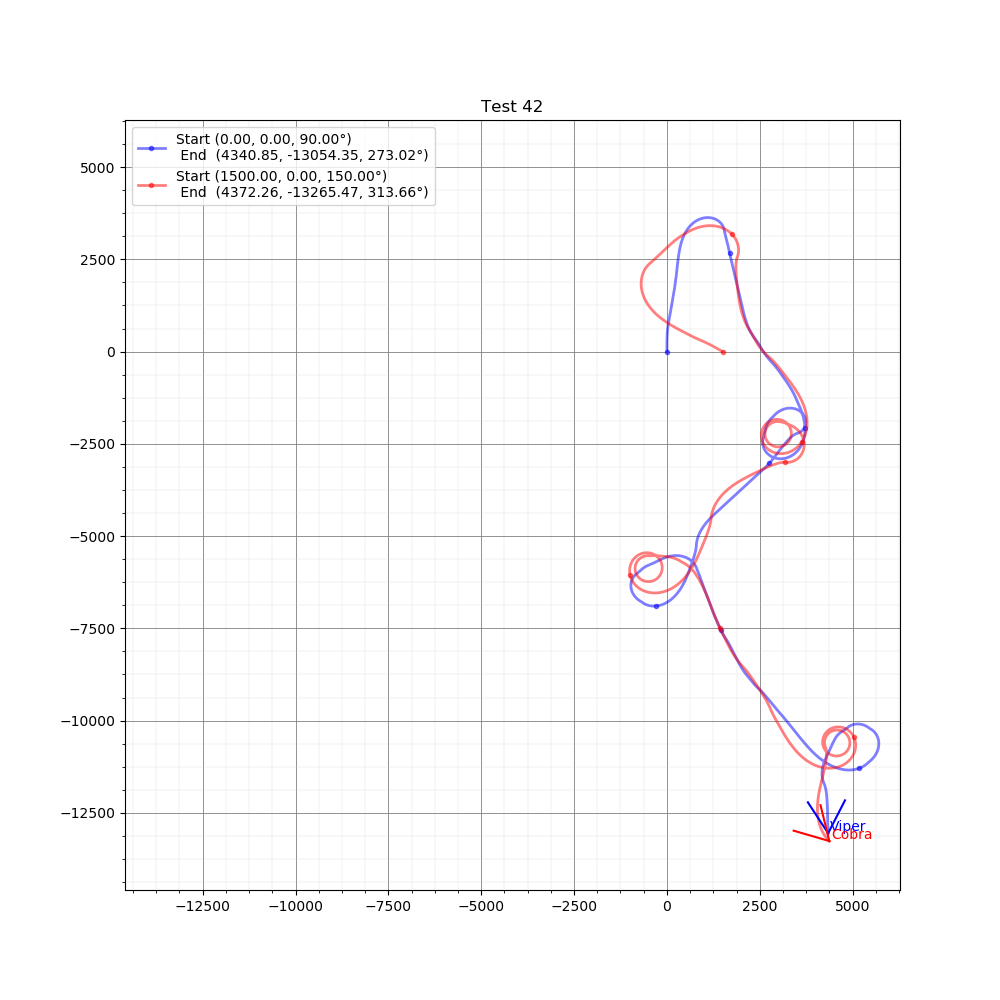 Test 42
Start (0.00, 0.00, 90.00°)
End (4340.85, -13054.35, 273.02°)
Start (1500.00, 0.00, 150.00°)
End (4372.26, -13265.47, 313.66°)
5000
2500
0
−2500
−5000
−7500
−10000
−12500
Viper
Cobra
−12500 −10000 −7500 −5000 −2500 0 2500 5000